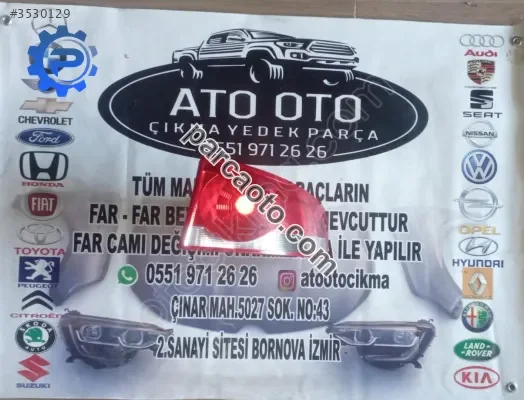 #3530129
P
ATO OTO
ÇIKMA YEDEK PARÇA
0551 971 26 26
parcaoto.com
TÜM MA ARAÇLARIN
FAR - FAR BE MEVCUTTUR
FAR CAMI DEĞİŞİ İLE YAPILIR
0551 971 26 26
atootocikma
ÇINAR MAH.5027 SOK. NO:43
2.SANAYİ SİTESİ BORNOVA İZMİR
CHEVROLET
Ford
HONDA
FIAT
TOYOTA
PEUGEOT
CITROËN
SKODA
SUZUKI
Audi
PORSCHE
SEAT
NISSAN
OPEL
HYUNDAI
RENAULT
LAND-ROVER
KIA